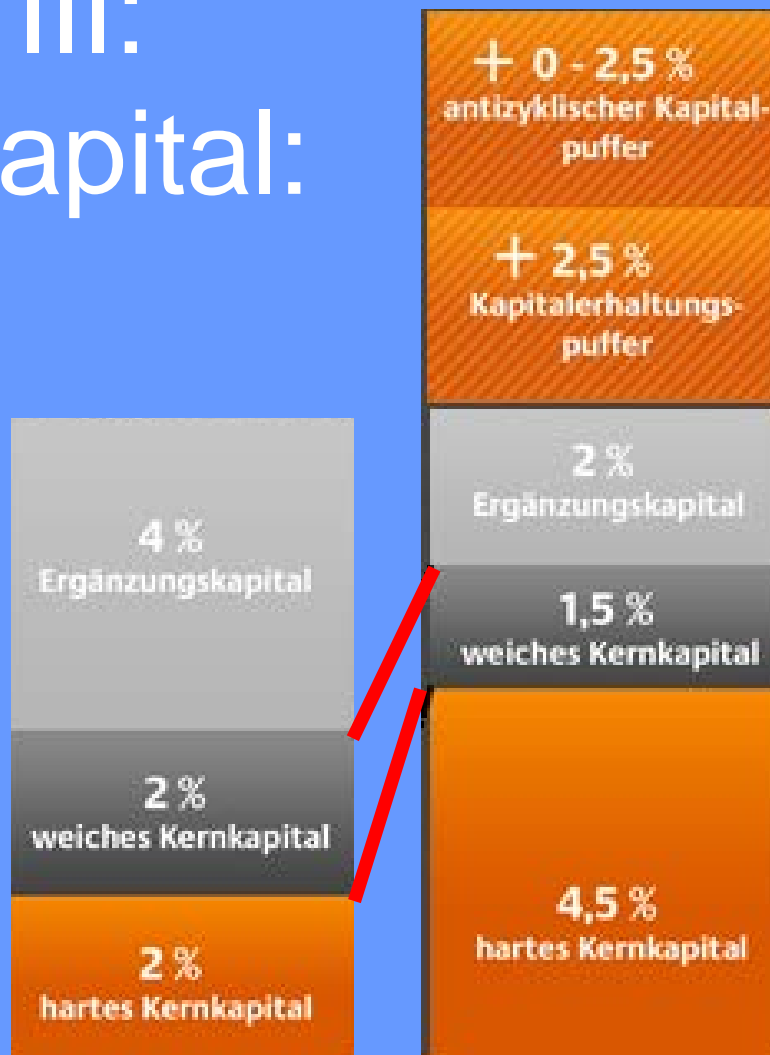 III:
apital:
+ 0 - 2,5 %
antizyklischer Kapital-
puffer
+ 2,5 %
Kapitalerhaltungs-
puffer
2 %
Ergänzungskapital
1,5 %
weiches Kernkapital
4,5 %
hartes Kernkapital
4 %
Ergänzungskapital
2 %
weiches Kernkapital
2 %
hartes Kernkapital